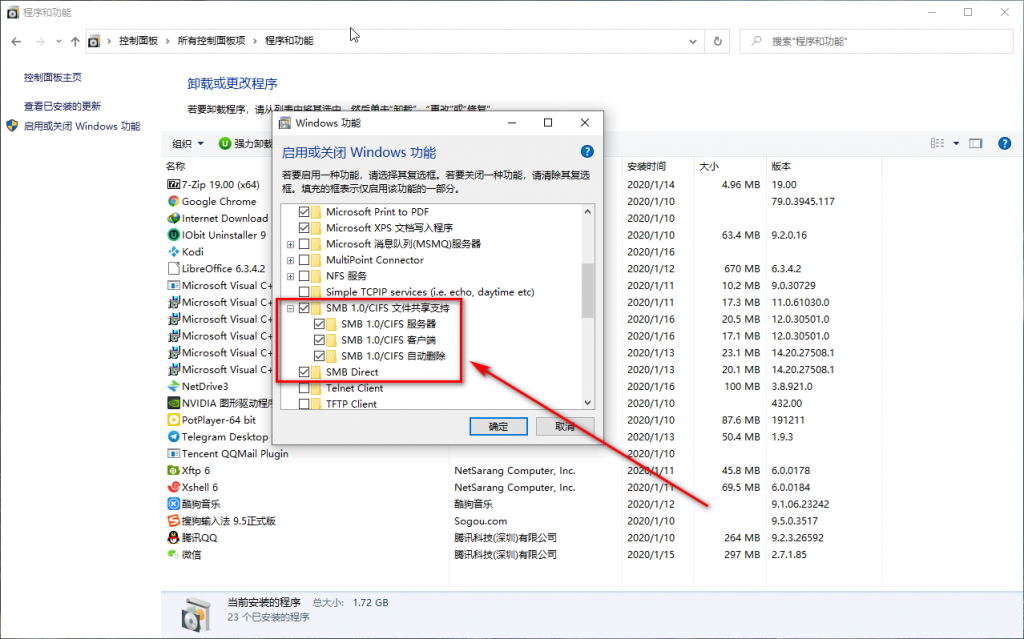 程序和功能
控制面板 › 所有控制面板项 › 程序和功能
搜索"程序和功能"
控制面板主页
查看已安装的更新
启用或关闭 Windows 功能
卸载或更改程序
若要卸载程序，请从列表中将其选中，然后单击"卸载"、"更改"或"修复"。
组织 强力卸载
名称 安装时间 大小 版本
7-Zip 19.00 (x64) 2020/1/14 4.96 MB 19.00
Google Chrome 2020/1/10 79.0.3945.117
Internet Download 2020/1/10
IObit Uninstaller 9 2020/1/10 63.4 MB 9.2.0.16
Kodi 2020/1/16
LibreOffice 6.3.4.2 2020/1/12 670 MB 6.3.4.2
Microsoft Visual C+ 2020/1/11 10.2 MB 9.0.30729
Microsoft Visual C+ 2020/1/11 17.3 MB 11.0.61030.0
Microsoft Visual C+ 2020/1/16 20.5 MB 12.0.30501.0
Microsoft Visual C+ 2020/1/16 17.1 MB 12.0.30501.0
Microsoft Visual C+ 2020/1/13 23.1 MB 14.20.27508.1
Microsoft Visual C+ 2020/1/13 20.1 MB 14.20.27508.1
NetDrive3 2020/1/16 100 MB 3.8.921.0
NVIDIA 图形驱动程序 2020/1/10 432.00
PotPlayer-64 bit 2020/1/10 87.6 MB 191211
Telegram Desktop 2020/1/13 50.4 MB 1.9.3
Tencent QQMail Plugin 2020/1/10
Xftp 6 NetSarang Computer, Inc. 2020/1/11 45.8 MB 6.0.0178
Xshell 6 NetSarang Computer, Inc. 2020/1/11 69.5 MB 6.0.0184
酷狗音乐 酷狗音乐 2020/1/12 9.1.06.23242
搜狗输入法 9.5正式版 Sogou.com 2020/1/10 9.5.0.3517
腾讯QQ 腾讯科技(深圳)有限公司 2020/1/10 264 MB 9.2.3.26592
微信 腾讯科技(深圳)有限公司 2020/1/15 297 MB 2.7.1.85
当前安装的程序 总大小: 1.72 GB
23 个已安装的程序
Windows 功能
启用或关闭 Windows 功能
若要启用一种功能，请选择其复选框。若要关闭一种功能，请清除其复选
框。填充的框表示仅启用该功能的一部分。
Microsoft Print to PDF
Microsoft XPS 文档写入程序
Microsoft 消息队列(MSMQ)服务器
MultiPoint Connector
NFS 服务
Simple TCPIP services (i.e. echo, daytime etc)
SMB 1.0/CIFS 文件共享支持
SMB 1.0/CIFS 服务器
SMB 1.0/CIFS 客户端
SMB 1.0/CIFS 自动删除
SMB Direct
Telnet Client
TFTP Client
确定 取消